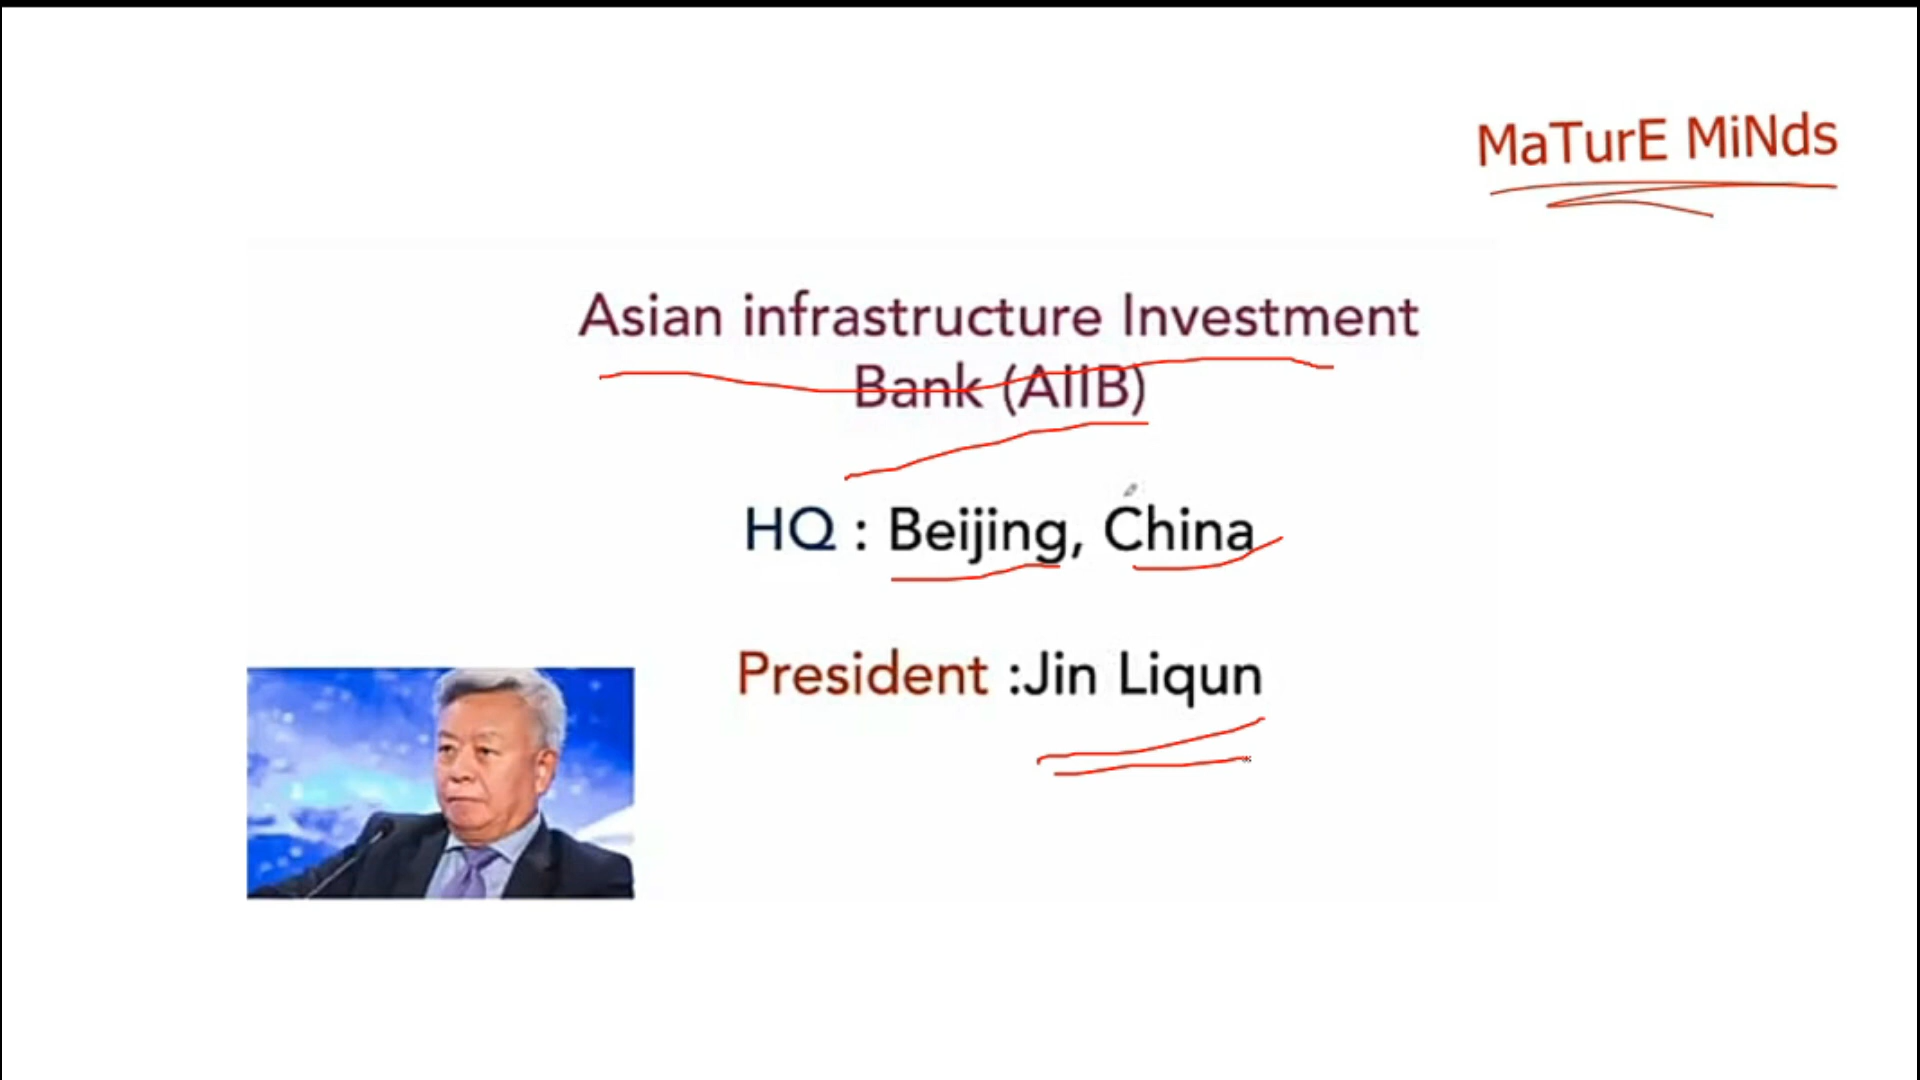 MaTurE MiNds
Asian infrastructure Investment
Bank (AIIB)
HQ : Beijing, China
President :Jin Liqun